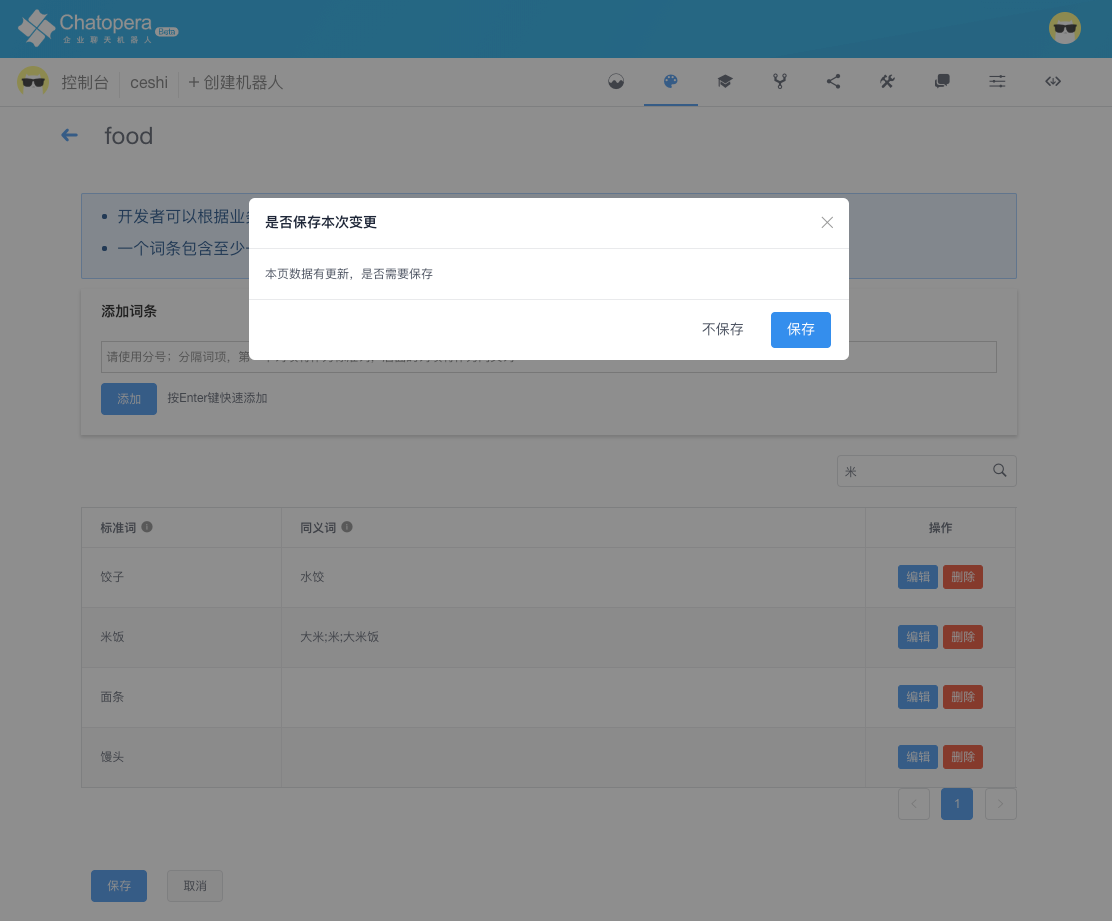 Chatopera Beta
企业聊天机器人
控制台 ceshi + 创建机器人
food
开发者可以根据业
一个词条包含至少
是否保存本次变更
本页数据有更新，是否需要保存
不保存 保存
添加词条
请使用分号；分隔词项，第
添加 按Enter键快速添加
米
标准词 同义词 操作
饺子 水饺 编辑 删除
米饭 大米;米;大米饭 编辑 删除
面条 编辑 删除
馒头 编辑 删除
1
保存 取消